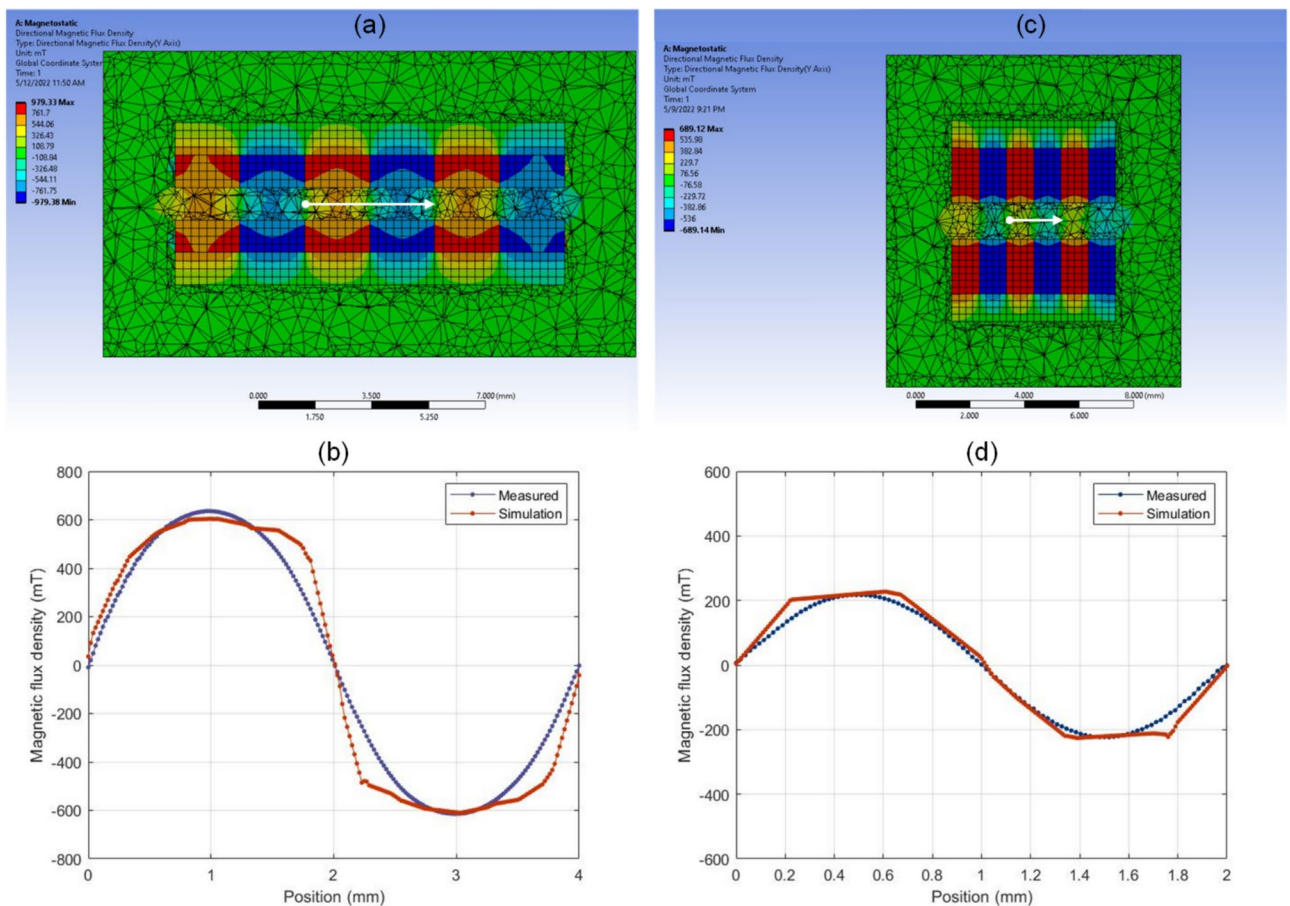 (a)
A: Magnetostatic
Directional Magnetic Flux Density
Type: Directional Magnetic Flux Density(Y Axis)
Unit: mT
Global Coordinate System
Time: 1
5/12/2022 11:50 AM
979.33 Max
761.7
544.06
326.43
108.79
-108.84
-326.48
-544.11
-761.75
-979.38 Min
0.000
3.500
7.000 (mm)
1.750
5.250
(c)
A: Magnetostatic
Directional Magnetic Flux Density
Type: Directional Magnetic Flux Density(Y Axis)
Unit: mT
Global Coordinate System
Time: 1
5/9/2022 9:21 PM
689.12 Max
535.98
382.84
229.7
76.56
-76.58
-229.72
-382.86
-536
-689.14 Min
0.000
4.000
8.000 (mm)
2.000
6.000
(b)
Magnetic flux density (mT)
800
600
400
200
0
-200
-400
-600
-800
Measured
Simulation
0
1
2
3
4
Position (mm)
(d)
Magnetic flux density (mT)
600
400
200
0
-200
-400
-600
Measured
Simulation
0
0.2
0.4
0.6
0.8
1
1.2
1.4
1.6
1.8
2
Position (mm)